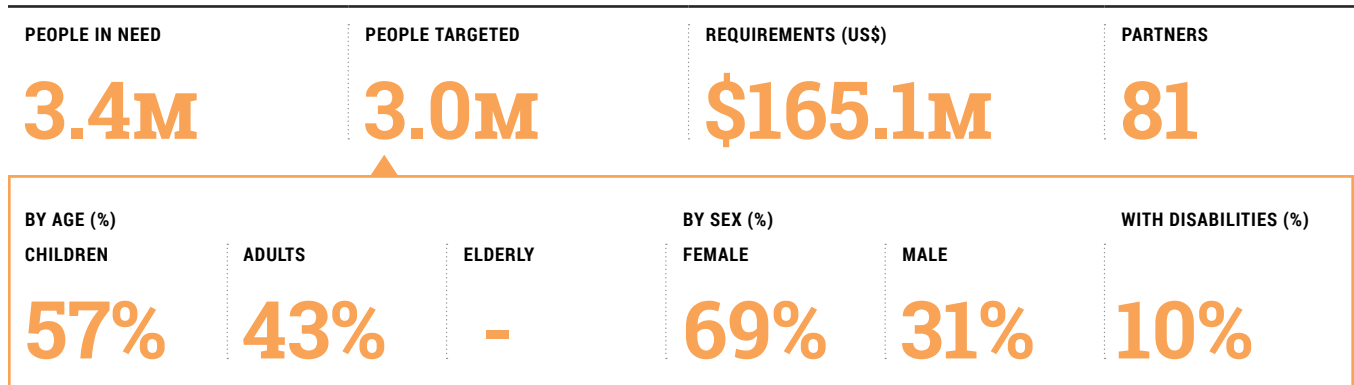 PEOPLE IN NEED
PEOPLE TARGETED
REQUIREMENTS (US$)
PARTNERS
3.4M
3.0M
$165.1M
81
BY AGE (%)
BY SEX (%)
WITH DISABILITIES (%)
CHILDREN
ADULTS
ELDERLY
FEMALE
MALE
57%
43%
-
69%
31%
10%